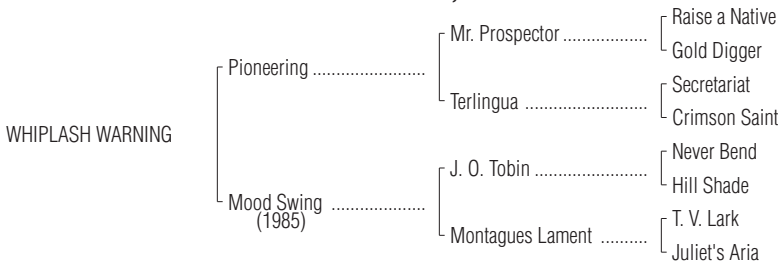 Raise a Native
Mr. Prospector ...................
Gold Digger
Pioneering .........................
Secretariat
Terlingua ...........................
Crimson Saint
WHIPLASH WARNING
Never Bend
J. O. Tobin .........................
Hill Shade
Mood Swing .....................
(1985)
T. V. Lark
Montagues Lament ..........
Juliet's Aria